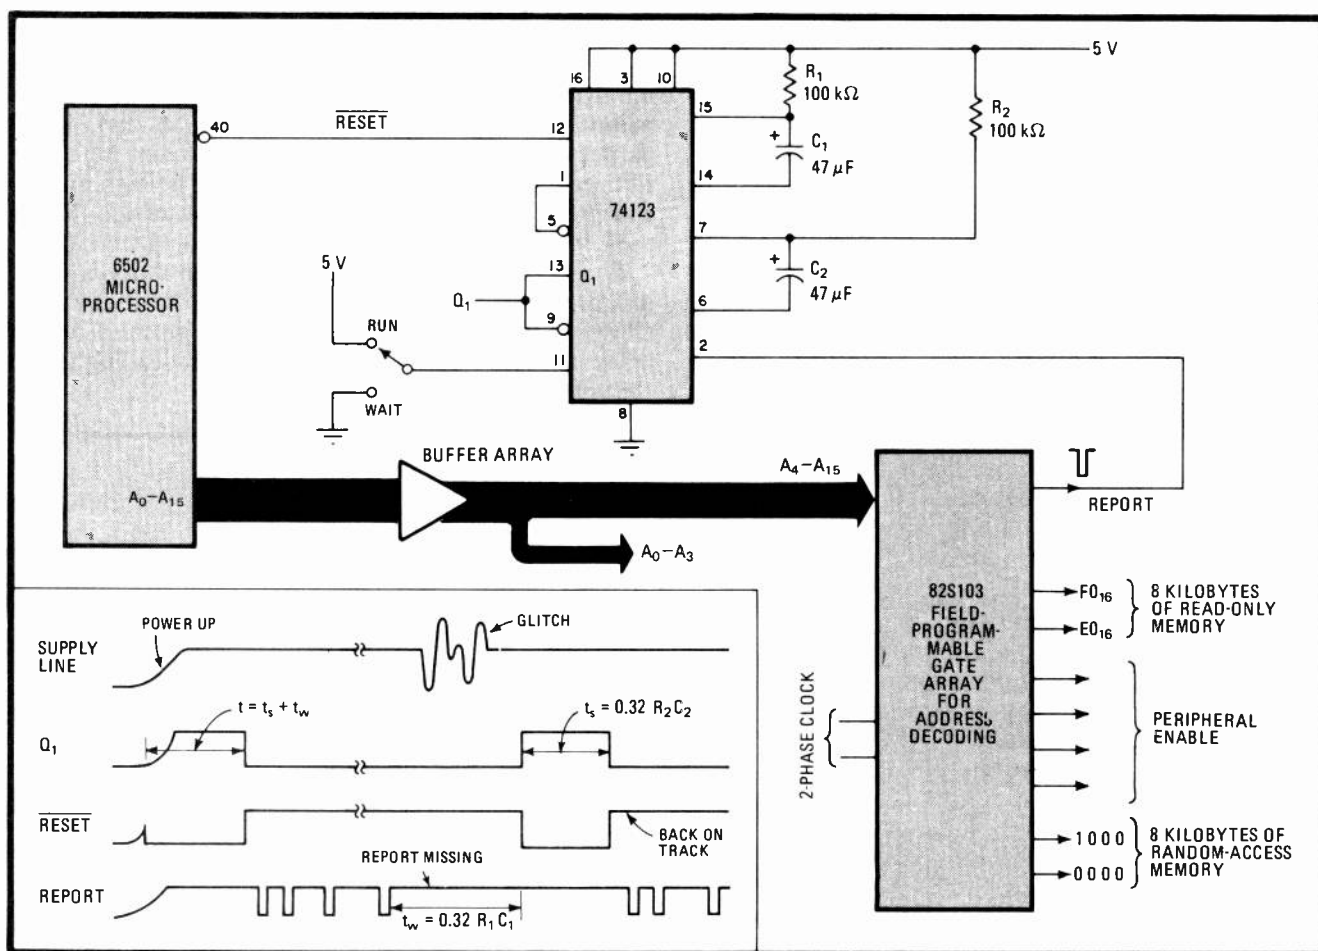 5 V
16
3
10
R1
100 kΩ
R2
100 kΩ
40
RESET
12
15
+
C1
47 µF
1
14
74123
5
7
6502
MICRO-
PROCESSOR
5 V
13
Q1
Q1
+
C2
47 µF
6
9
RUN
2
11
WAIT
8
BUFFER ARRAY
A0–A15
A4–A15
REPORT
A0–A3
82S103
FIELD-
PROGRAM-
MABLE
GATE
ARRAY
FOR
ADDRESS
DECODING
F016
E016
8 KILOBYTES
OF READ-ONLY
MEMORY
2-PHASE CLOCK
PERIPHERAL
ENABLE
1000
0000
8 KILOBYTES OF
RANDOM-ACCESS
MEMORY
POWER UP
GLITCH
SUPPLY
LINE
t = ts + tw
ts = 0.32 R2C2
Q1
RESET
BACK ON
TRACK
REPORT MISSING
REPORT
tw = 0.32 R1C1